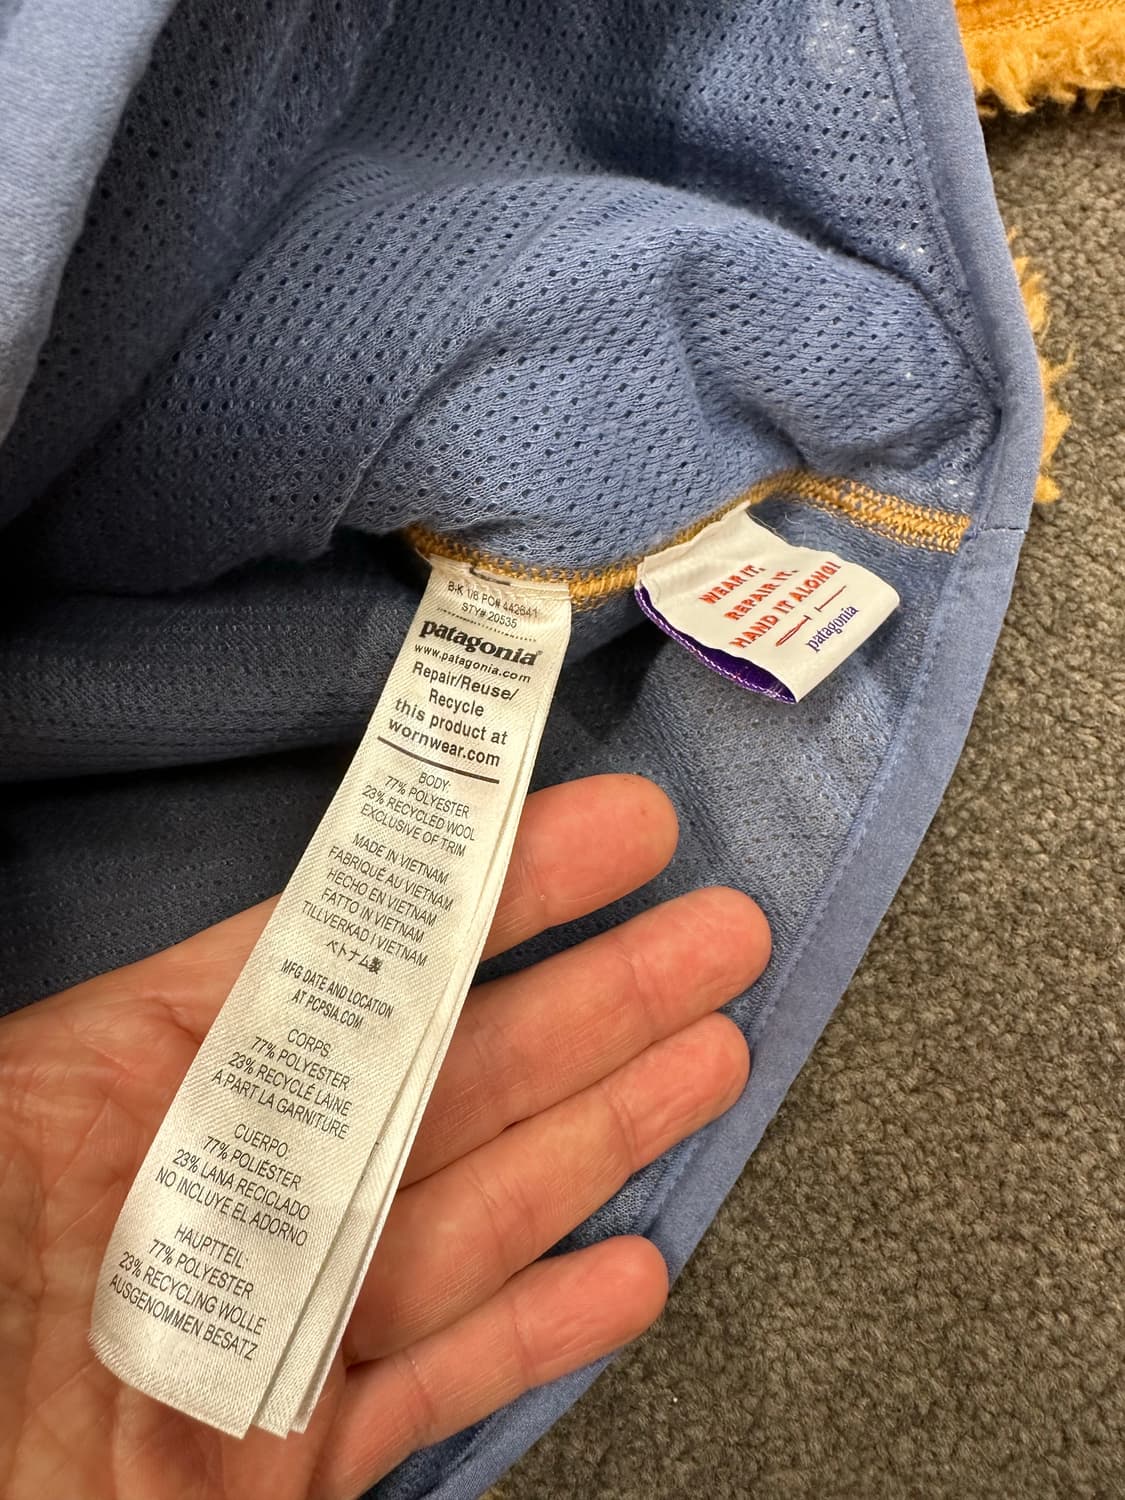 B-K 1/8 PO# 442641
STY# 20535
patagonia®
www.patagonia.com
Repair/Reuse/
Recycle
this product at
wornwear.com
BODY:
77% POLYESTER
23% RECYCLED WOOL
EXCLUSIVE OF TRIM
MADE IN VIETNAM
FABRIQUÉ AU VIETNAM
HECHO EN VIETNAM
FATTO IN VIETNAM
TILLVERKAD I VIETNAM
ベトナム製
MFG DATE AND LOCATION
AT PCPSIA.COM
CORPS:
77% POLYESTER
23% RECYCLÉ LAINE
À PART LA GARNITURE
CUERPO:
77% POLIESTER
23% LANA RECICLADO
NO INCLUYE EL ADORNO
HAUPTTEIL
77% POLYESTER
23% RECYCLING WOLLE
AUSGENOMMEN BESATZ
WEAR IT.
REPAIR IT.
HAND IT ALONG!
patagonia